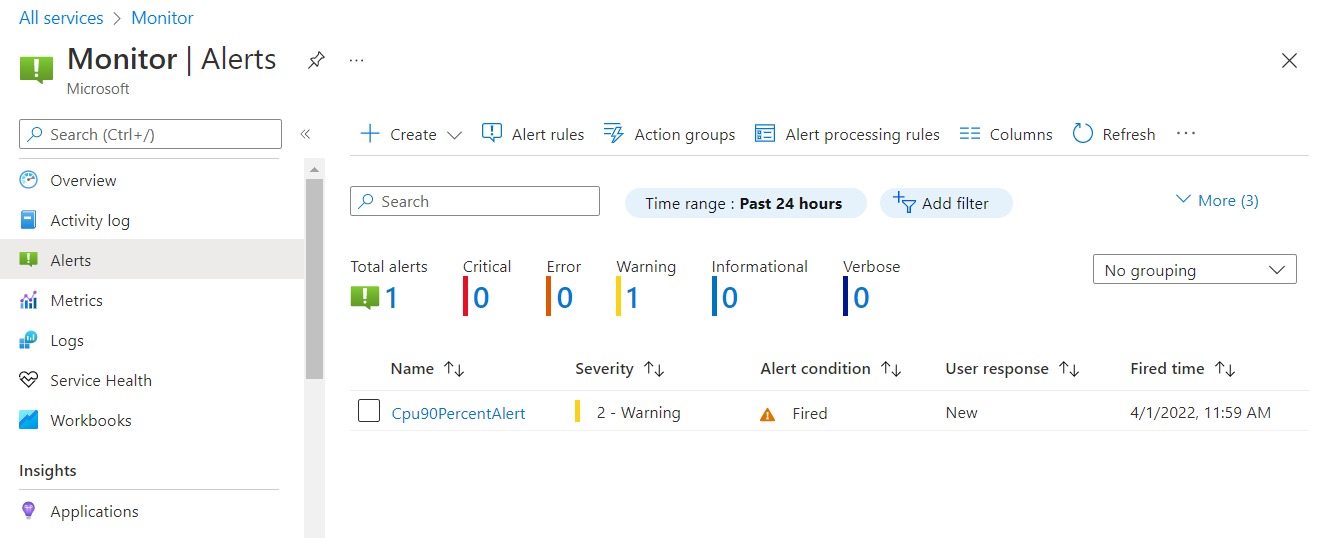 All services > Monitor
Monitor | Alerts ...
Microsoft
Search (Ctrl+/) «
Overview
Activity log
Alerts
Metrics
Logs
Service Health
Workbooks
Insights
Applications
Create Alert rules Action groups Alert processing rules Columns Refresh ...
Search Time range : Past 24 hours Add filter More (3)
Total alerts Critical Error Warning Informational Verbose
1 0 0 1 0 0
No grouping
Name Severity Alert condition User response Fired time
Cpu90PercentAlert 2 - Warning Fired New 4/1/2022, 11:59 AM